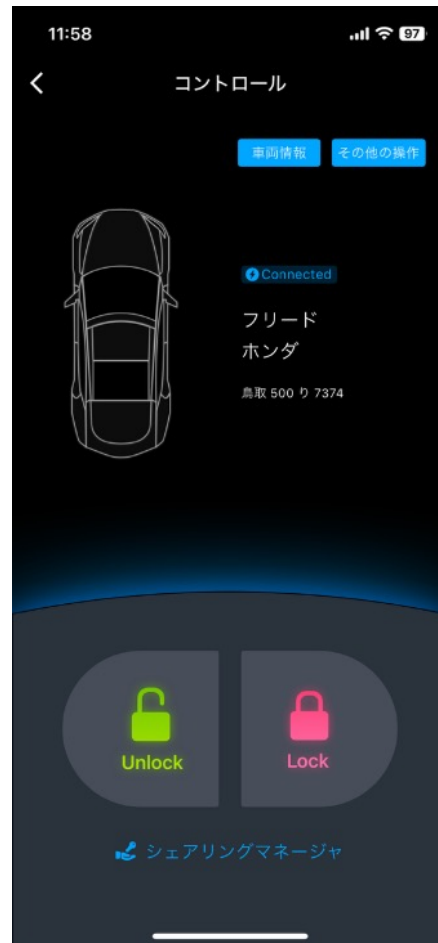 11:58
97
コントロール
車両情報
その他の操作
Connected
フリード
ホンダ
鳥取 500 り 7374
Unlock
Lock
シェアリングマネージャ